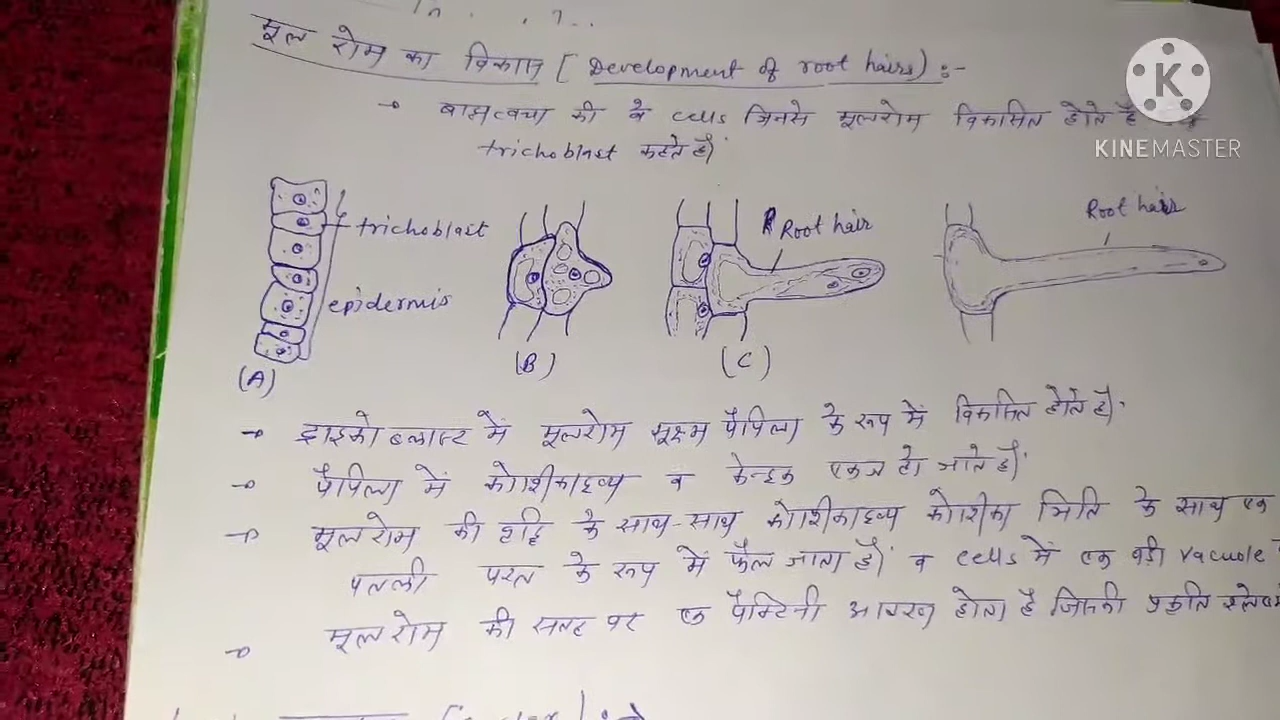 मूल रोम का विकास [Development of root hairs) :-
→ बाह्यत्वचा की वे cells जिनसे मूलरोम विकसित होते है
trichoblast कहते है।
trichoblast
epidermis
(A)
(B)
Root hair
(C)
Root hairs
→ ट्राइको ब्लास्ट में मूलरोम सूक्ष्म पैपिला के रूप में विकसित होते है।
→ पैपिला में कोशीकाद्रव्य व केन्द्रक एकत्र हो जाते है।
→ मूलरोम की वृद्धि के साथ-साथ कोशीकाद्रव्य कोशीका भित्ति के साथ एक
पतली परत के रूप में फैल जाता है। व cells में एक बडी vacuole
→ मूलरोम की सतह पर एक पैक्टिनी आवरण होता है जिसकी प्रकृति
K
KINEMASTER